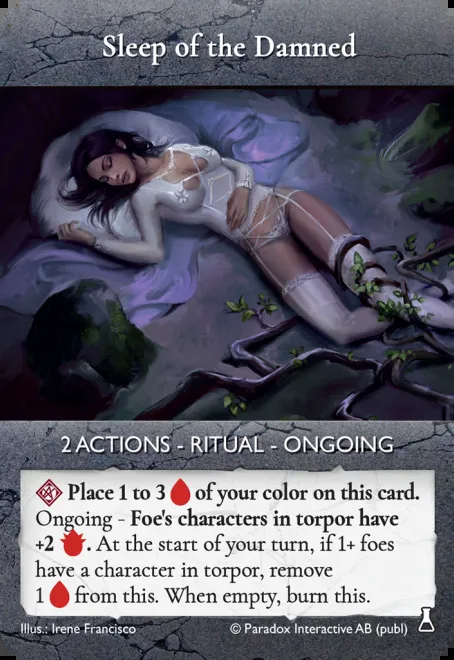 Sleep of the Damned
2 ACTIONS - RITUAL - ONGOING
Place 1 to 3 of your color on this card.
Ongoing - Foe's characters in torpor have
+2 . At the start of your turn, if 1+ foes
have a character in torpor, remove
1 from this. When empty, burn this.
Illus.: Irene Francisco © Paradox Interactive AB (publ)